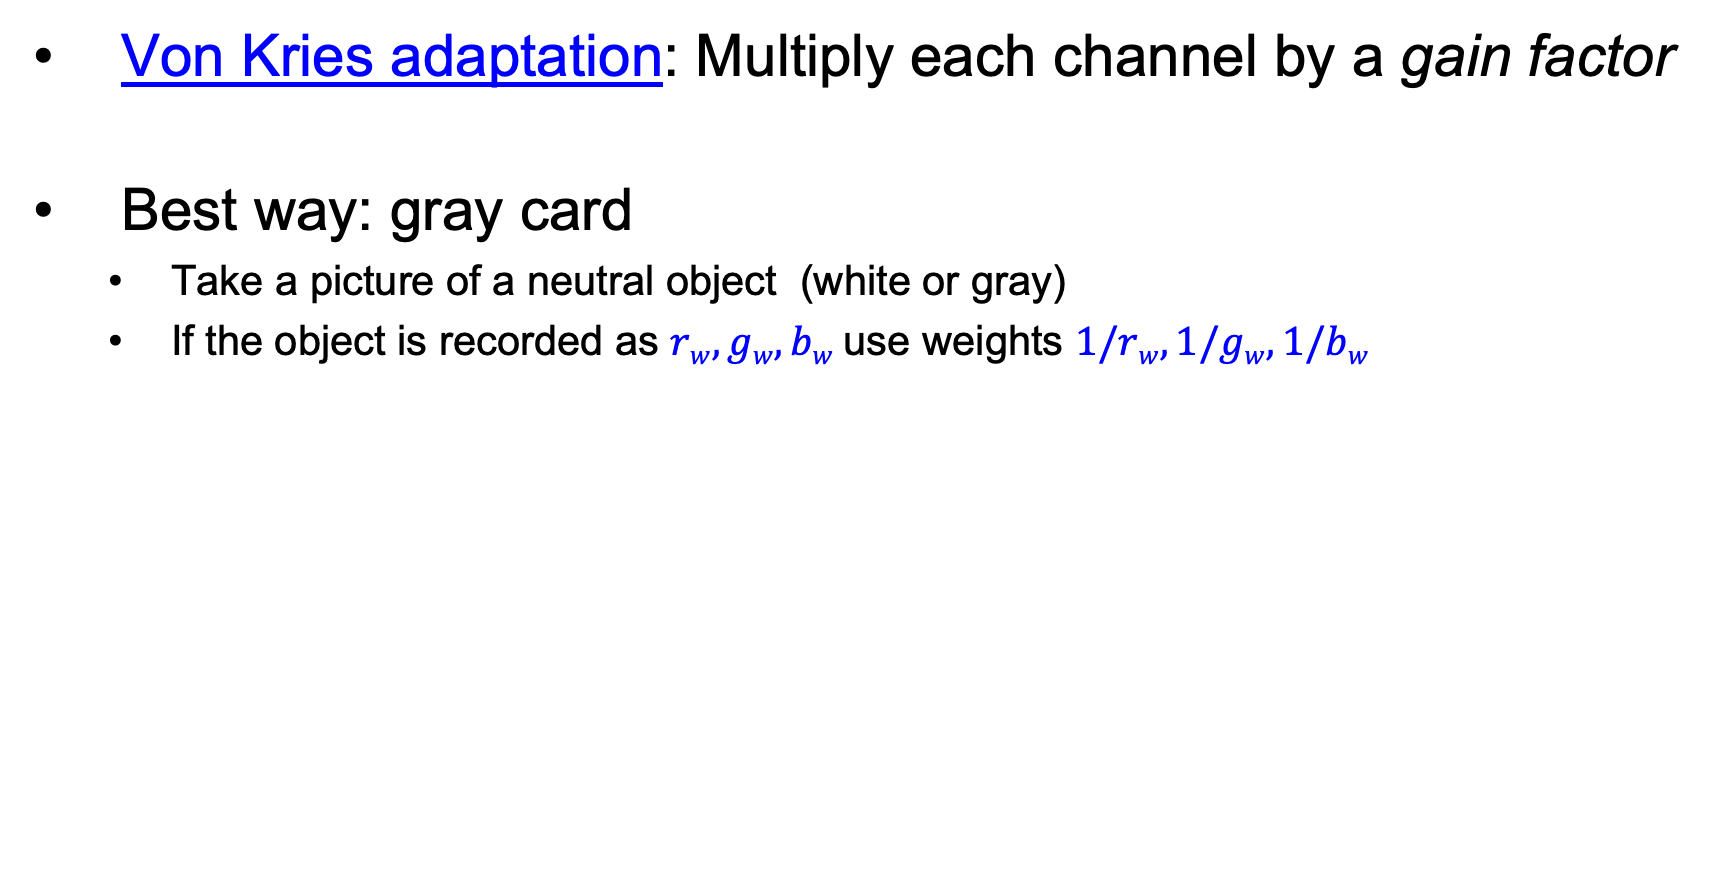 • Von Kries adaptation: Multiply each channel by a gain factor
• Best way: gray card
• Take a picture of a neutral object (white or gray)
• If the object is recorded as r_w, g_w, b_w use weights 1/r_w, 1/g_w, 1/b_w